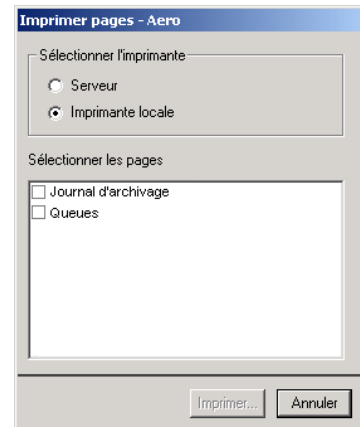 Imprimer pages - Aero
Sélectionner l'imprimante
Serveur
Imprimante locale
Sélectionner les pages
Journal d'archivage
Queues
Imprimer...
Annuler